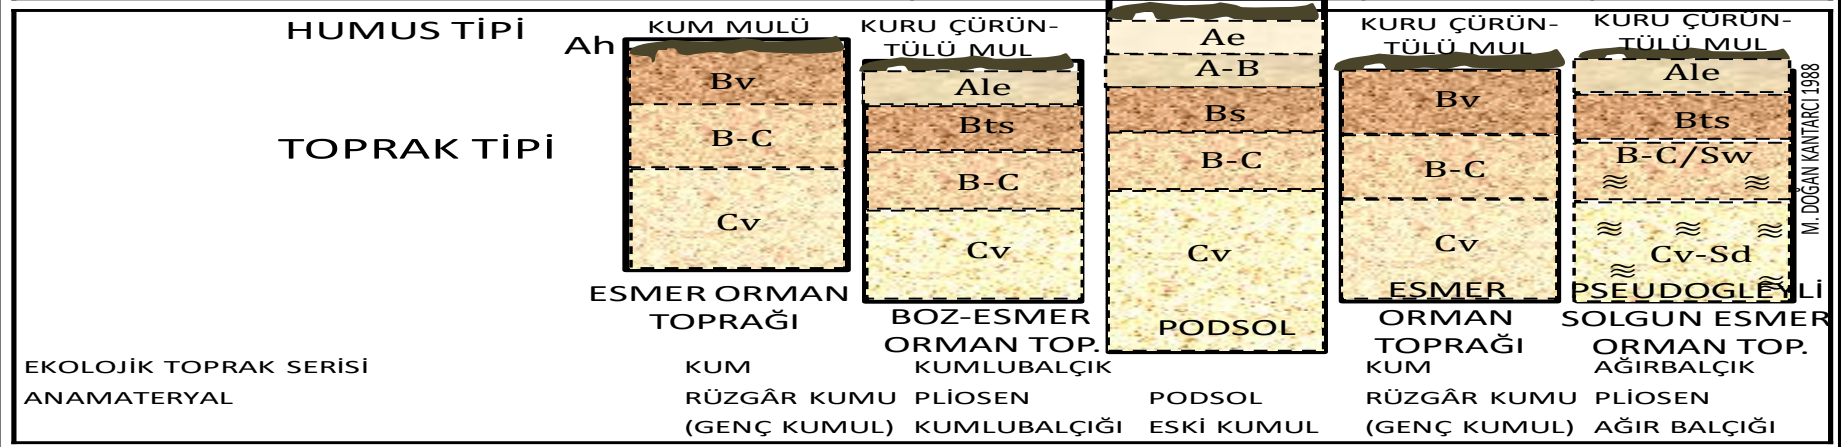 HUMUS TİPİ
KUM MULÜ
KURU ÇÜRÜN-
TÜLÜ MUL
KURU ÇÜRÜN-
TÜLÜ MUL
KURU ÇÜRÜN-
TÜLÜ MUL
TOPRAK TİPİ
Ah
Bv
B-C
Cv
ESMER ORMAN
TOPRAĞI
Ale
Bts
B-C
Cv
BOZ-ESMER
ORMAN TOP.
Ae
A-B
Bs
B-C
Cv
PODSOL
Bv
B-C
Cv
ESMER
ORMAN
TOPRAĞI
Ale
Bts
B-C/Sw
Cv-Sd
PSEUDOGLEYLİ
SOLGUN ESMER
ORMAN TOP.
M. DOĞAN KANTARCI 1988
EKOLOJİK TOPRAK SERİSİ KUM KUMLUBALÇIK KUM AĞIRBALÇIK
ANAMATERYAL RÜZGÂR KUMU PLİOSEN PODSOL RÜZGÂR KUMU PLİOSEN
(GENÇ KUMUL) KUMLUBALÇIĞI ESKİ KUMUL (GENÇ KUMUL) AĞIR BALÇIĞI